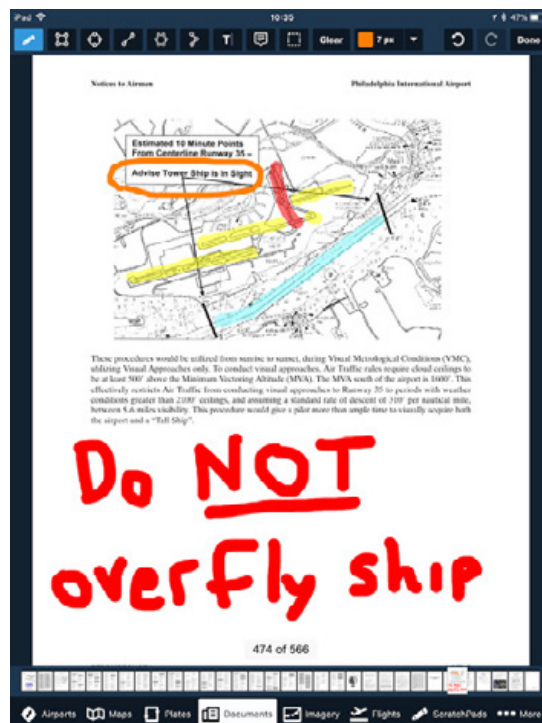 iPad
10:39
47%
T
Clear
7 px
Done
Notices to Airmen
Philadelphia International Airport
Estimated 10 Minute Points
From Centerline Runway 35 –
Advise Tower Ship is in Sight
These procedures would be utilized from sunrise to sunset, during Visual Metrological Conditions (VMC),
utilizing Visual Approaches only. To conduct visual approaches, Air Traffic rules require cloud ceilings to
be at least 500' above the Minimum Vectoring Altitude (MVA). The MVA south of the airport is 1600'. This
effectively restricts Air Traffic from conducting visual approaches to Runway 35 to periods with weather
conditions greater than 2100' ceilings, and assuming a standard rate of descent of 300' per nautical mile,
between 5.6 miles visibility. This procedure would give a pilot more than ample time to visually acquire both
the airport and a “Tall Ship”.
Do NOT
overfly ship
474 of 566
Airports Maps Plates Documents Imagery Flights ScratchPads More